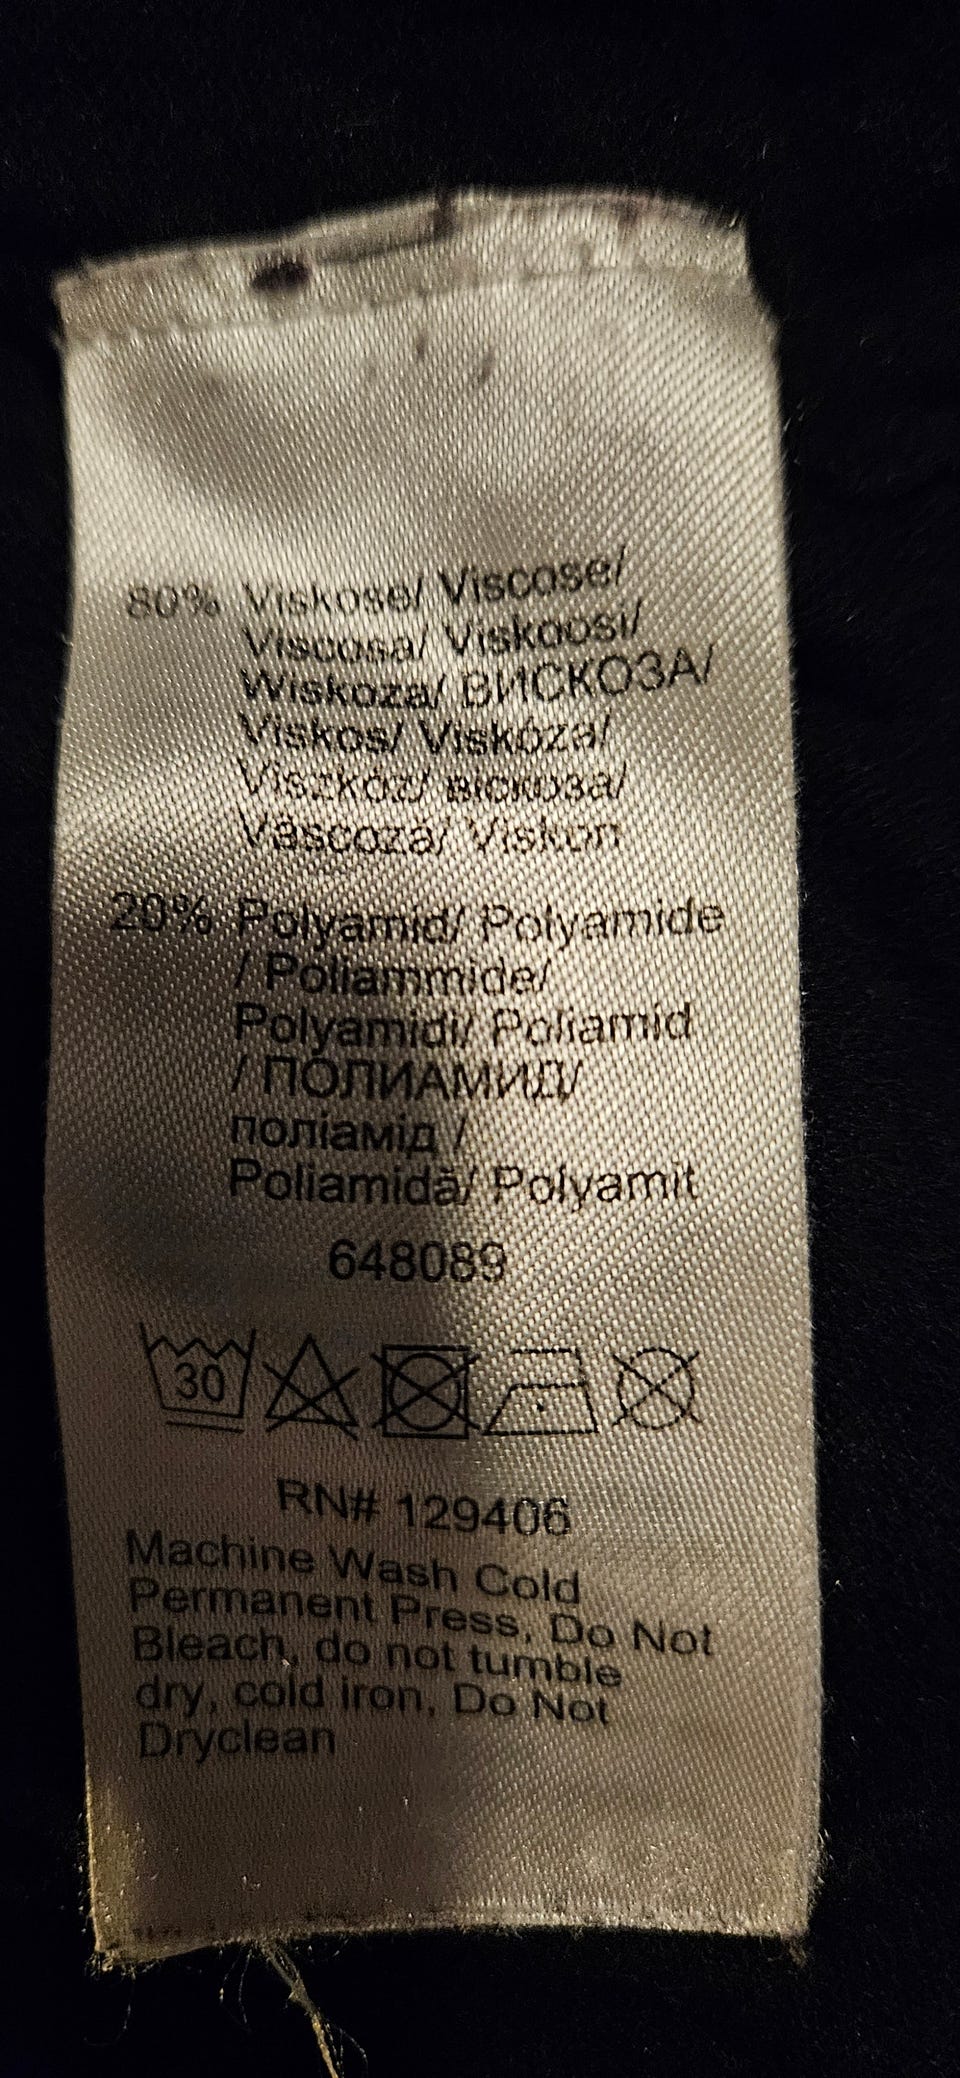 80% Viskose/ Viscose/
Viscosa/ Viskoosi/
Wiskoza/ ВИСКОЗА/
Viskos/ Viskóza/
Viszkóz/ віскоза/
Vâscoză/ Viskon
20% Polyamid/ Polyamide
/ Poliammide/
Polyamidi/ Poliamid
/ ПОЛИАМИД/
поліамід /
Poliamidă/ Polyamit
648089
30
RN# 129406
Machine Wash Cold
Permanent Press, Do Not
Bleach, do not tumble
dry, cold iron, Do Not
Dryclean